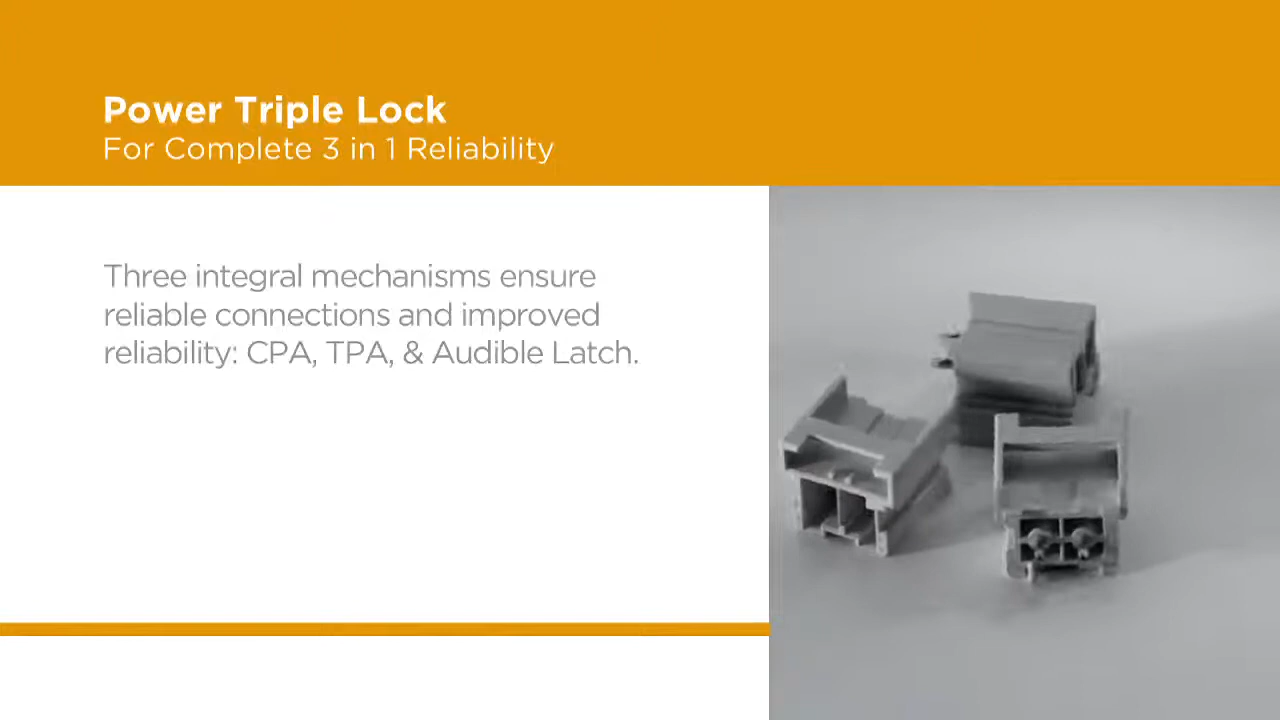 Power Triple Lock
For Complete 3 in 1 Reliability
Three integral mechanisms ensure
reliable connections and improved
reliability: CPA, TPA, & Audible Latch.